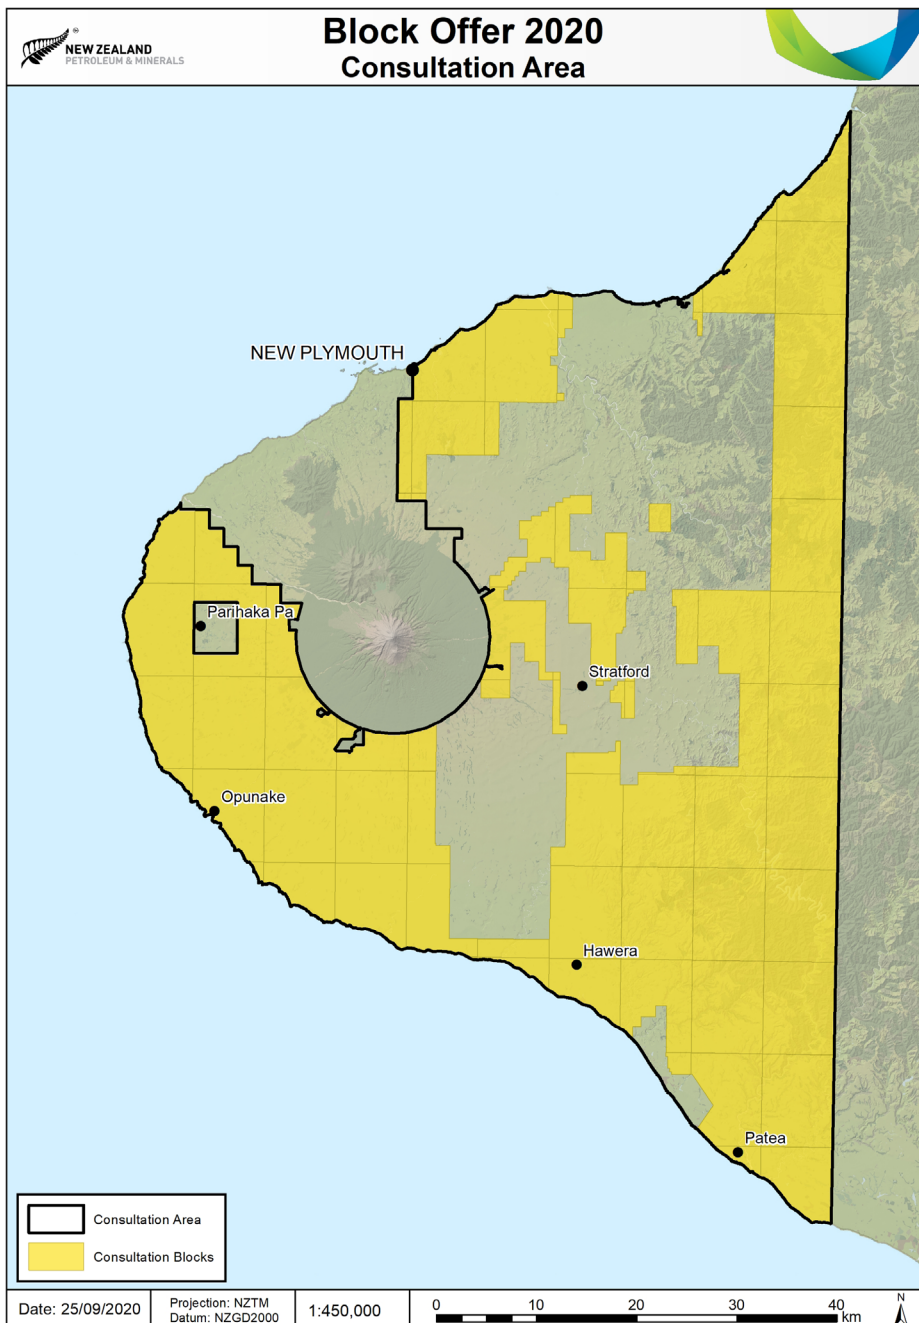 Block Offer 2020
Consultation Area
®
NEW ZEALAND
PETROLEUM & MINERALS
NEW PLYMOUTH
Parihaka Pa
Stratford
Opunake
Hawera
Patea
Consultation Area
Consultation Blocks
Date: 25/09/2020
Projection: NZTM
Datum: NZGD2000
1:450,000
0 10 20 30 40
km
N